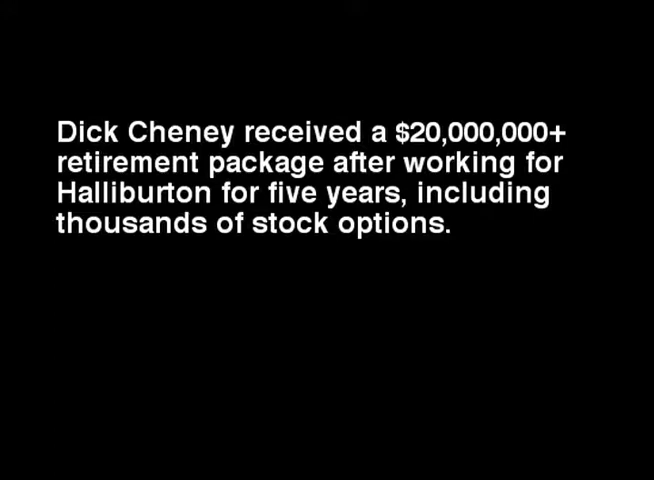 Dick Cheney received a $20,000,000+
retirement package after working for
Halliburton for five years, including
thousands of stock options.